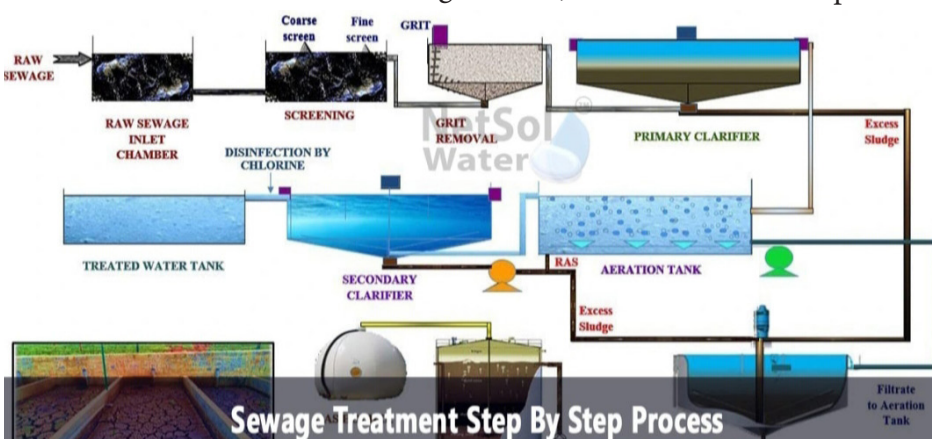 Coarse
screen
Fine
screen
GRIT
RAW
SEWAGE
SCREENING
RAW SEWAGE
INLET
CHAMBER
GRIT
REMOVAL
NetSol
Water
PRIMARY CLARIFIER
Excess
Sludge
DISINFECTION BY
CHLORINE
TREATED WATER TANK
SECONDARY
CLARIFIER
RAS
AERATION TANK
Excess
Sludge
Filtrate
to Aeration
Tank
Sewage Treatment Step By Step Process